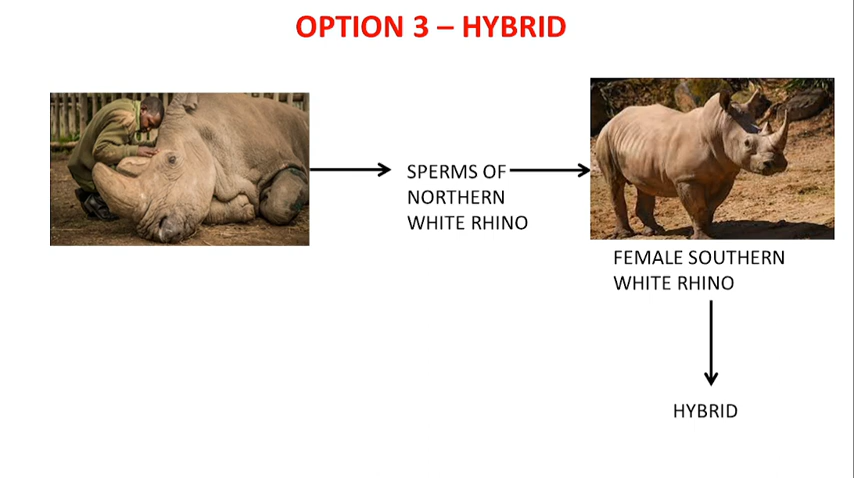 OPTION 3 – HYBRID
SPERMS OF
NORTHERN
WHITE RHINO
FEMALE SOUTHERN
WHITE RHINO
HYBRID